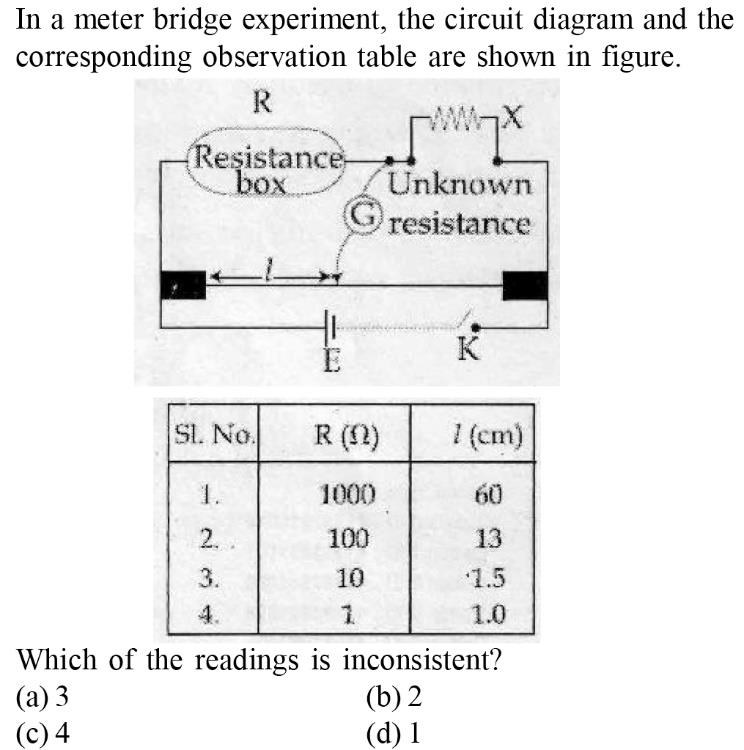 In a meter bridge experiment, the circuit diagram and the
corresponding observation table are shown in figure.
R
Resistance
box
X
Unknown
resistance
G
l
E
K
Sl. No. R (Ω) l (cm)
1. 1000 60
2. 100 13
3. 10 1.5
4. 1 1.0
Which of the readings is inconsistent?
(a) 3 (b) 2
(c) 4 (d) 1